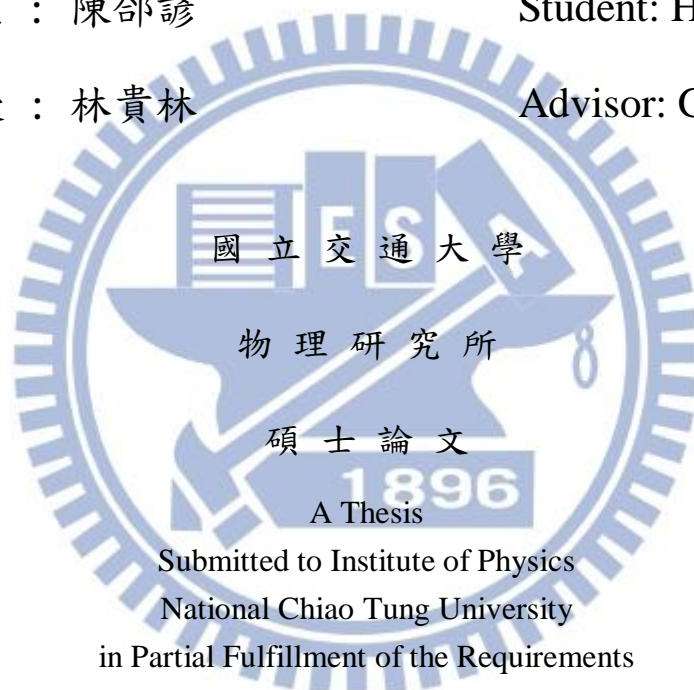 : 陳郃諺 Student: H
: 林貴林 Advisor:
E S A
國 立 交 通 大 學
物 理 研 究 所
碩 士 論 文
1896
A Thesis
Submitted to Institute of Physics
National Chiao Tung University
in Partial Fulfillment of the Requirements